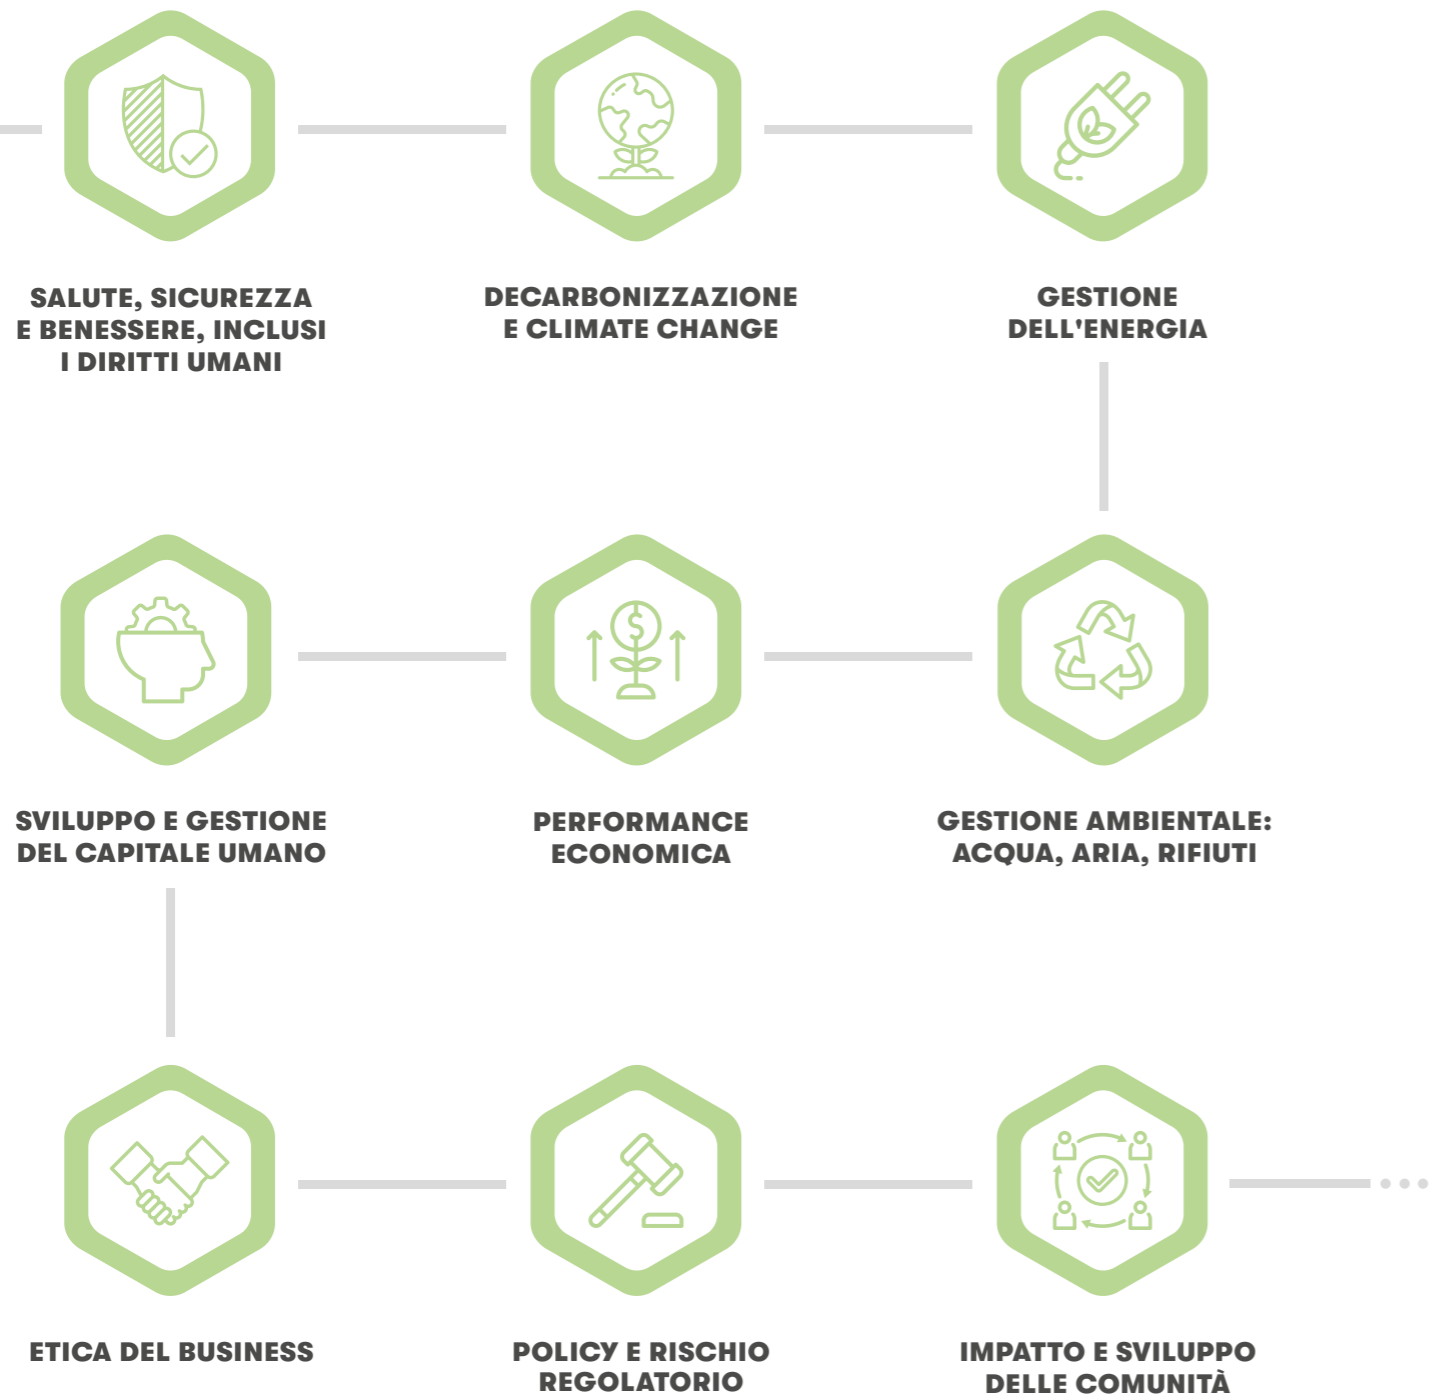 SALUTE, SICUREZZA
E BENESSERE, INCLUSI
I DIRITTI UMANI
DECARBONIZZAZIONE
E CLIMATE CHANGE
GESTIONE
DELL'ENERGIA
SVILUPPO E GESTIONE
DEL CAPITALE UMANO
PERFORMANCE
ECONOMICA
GESTIONE AMBIENTALE:
ACQUA, ARIA, RIFIUTI
ETICA DEL BUSINESS
POLICY E RISCHIO
REGOLATORIO
IMPATTO E SVILUPPO
DELLE COMUNITÀ